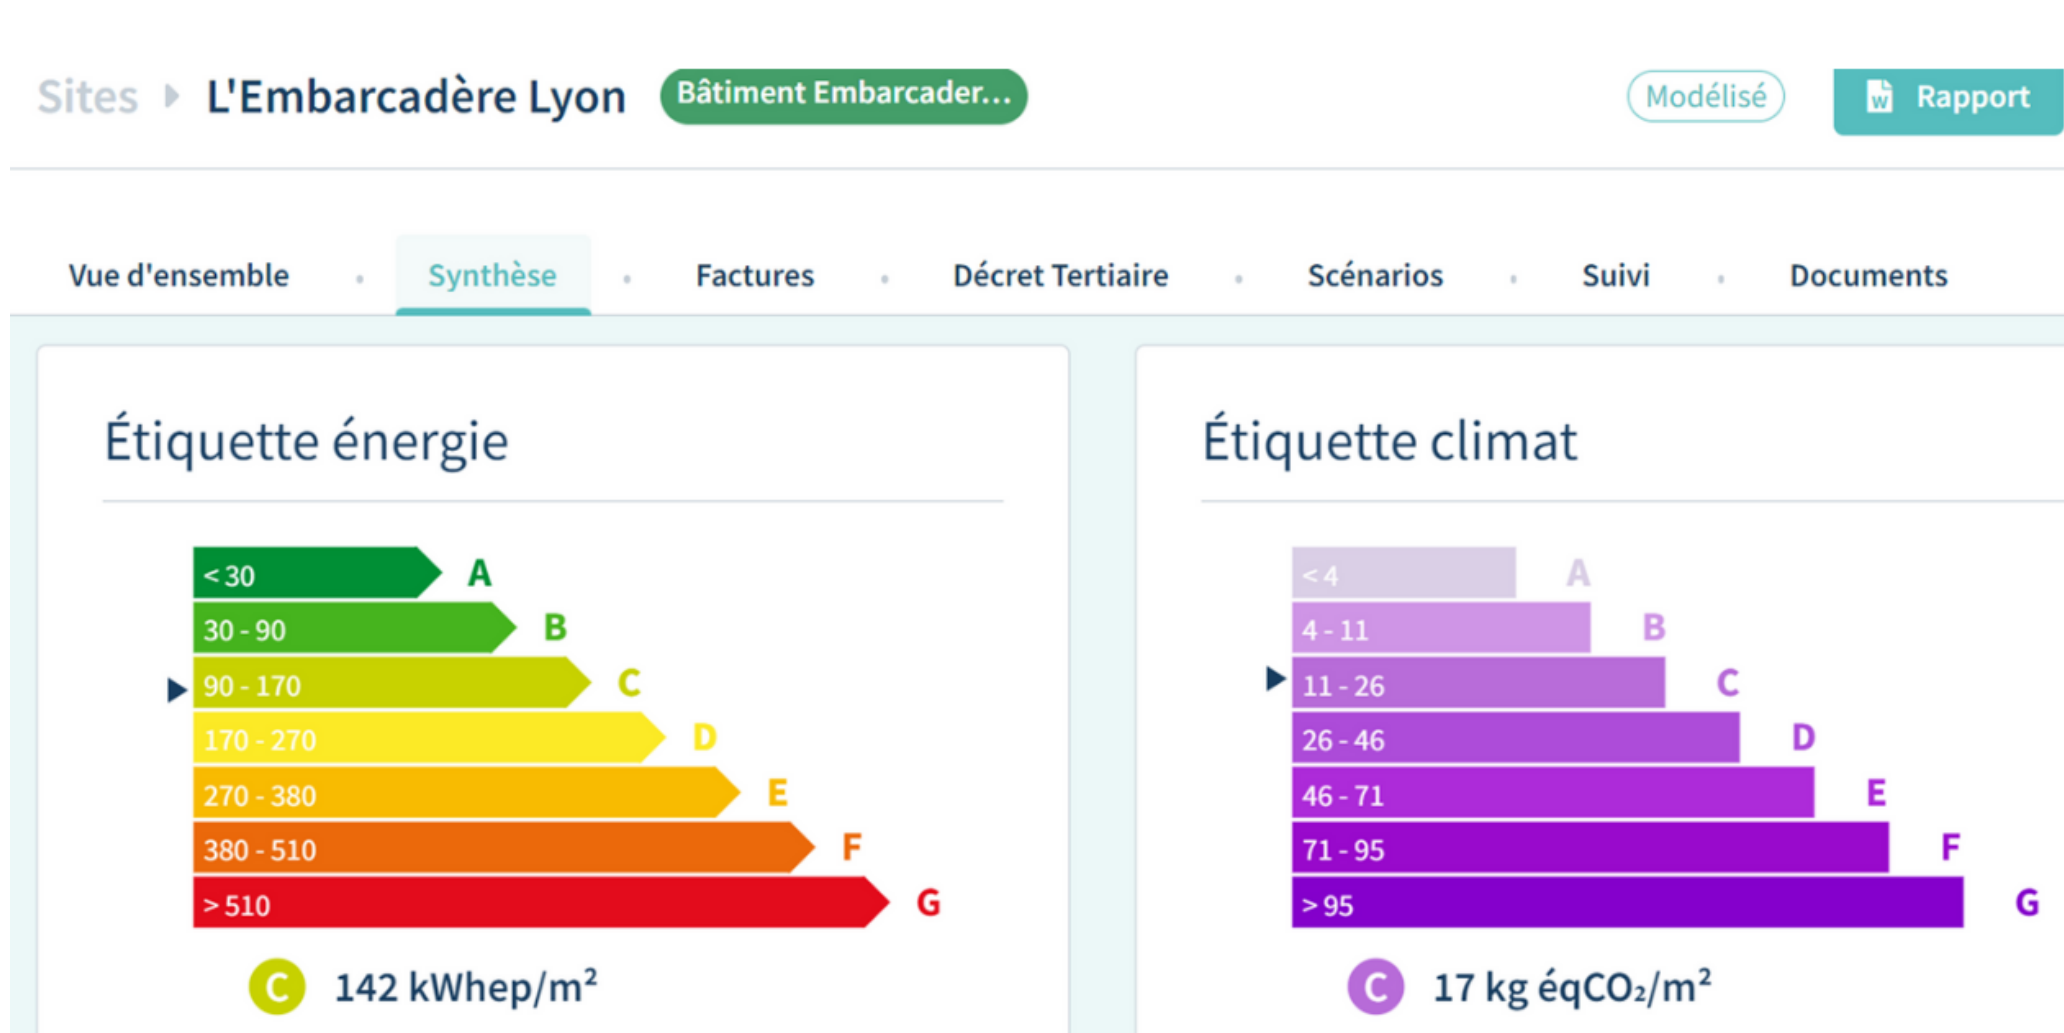 Sites L'Embarcadère Lyon Bâtiment Embarcader... Modélisé Rapport
Vue d'ensemble Synthèse Factures Décret Tertiaire Scénarios Suivi Documents
Étiquette énergie
< 30 A
30 - 90 B
90 - 170 C
170 - 270 D
270 - 380 E
380 - 510 F
> 510 G
C 142 kWhep/m²
Étiquette climat
< 4 A
4 - 11 B
11 - 26 C
26 - 46 D
46 - 71 E
71 - 95 F
> 95 G
C 17 kg éqCO₂/m²